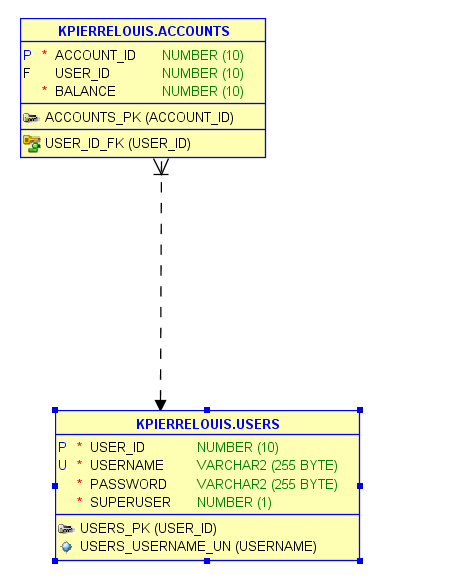 KPIERRELOUIS.ACCOUNTS
P * ACCOUNT_ID NUMBER (10)
F USER_ID NUMBER (10)
* BALANCE NUMBER (10)
ACCOUNTS_PK (ACCOUNT_ID)
USER_ID_FK (USER_ID)
KPIERRELOUIS.USERS
P * USER_ID NUMBER (10)
U * USERNAME VARCHAR2 (255 BYTE)
* PASSWORD VARCHAR2 (255 BYTE)
* SUPERUSER NUMBER (1)
USERS_PK (USER_ID)
USERS_USERNAME_UN (USERNAME)